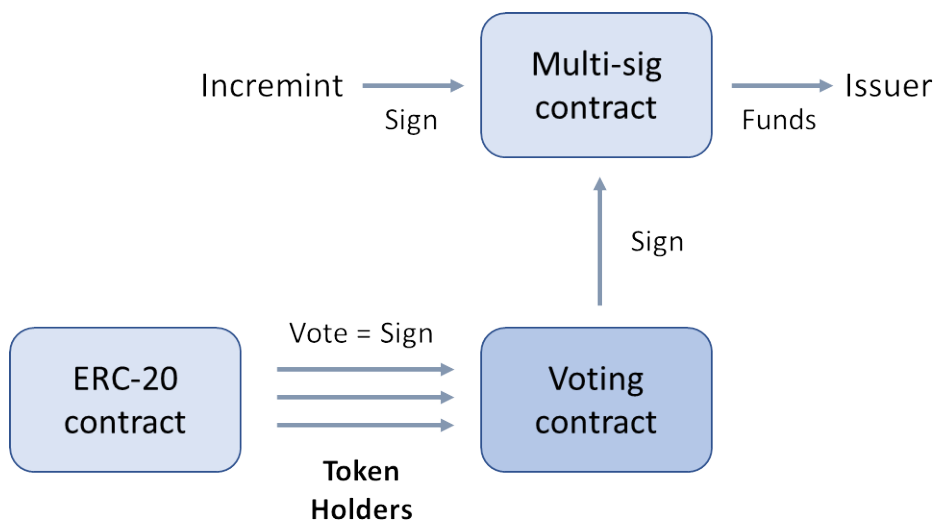 Multi-sig
contract
Incremint
Sign
Issuer
Funds
Sign
Vote = Sign
ERC-20
contract
Voting
contract
Token
Holders